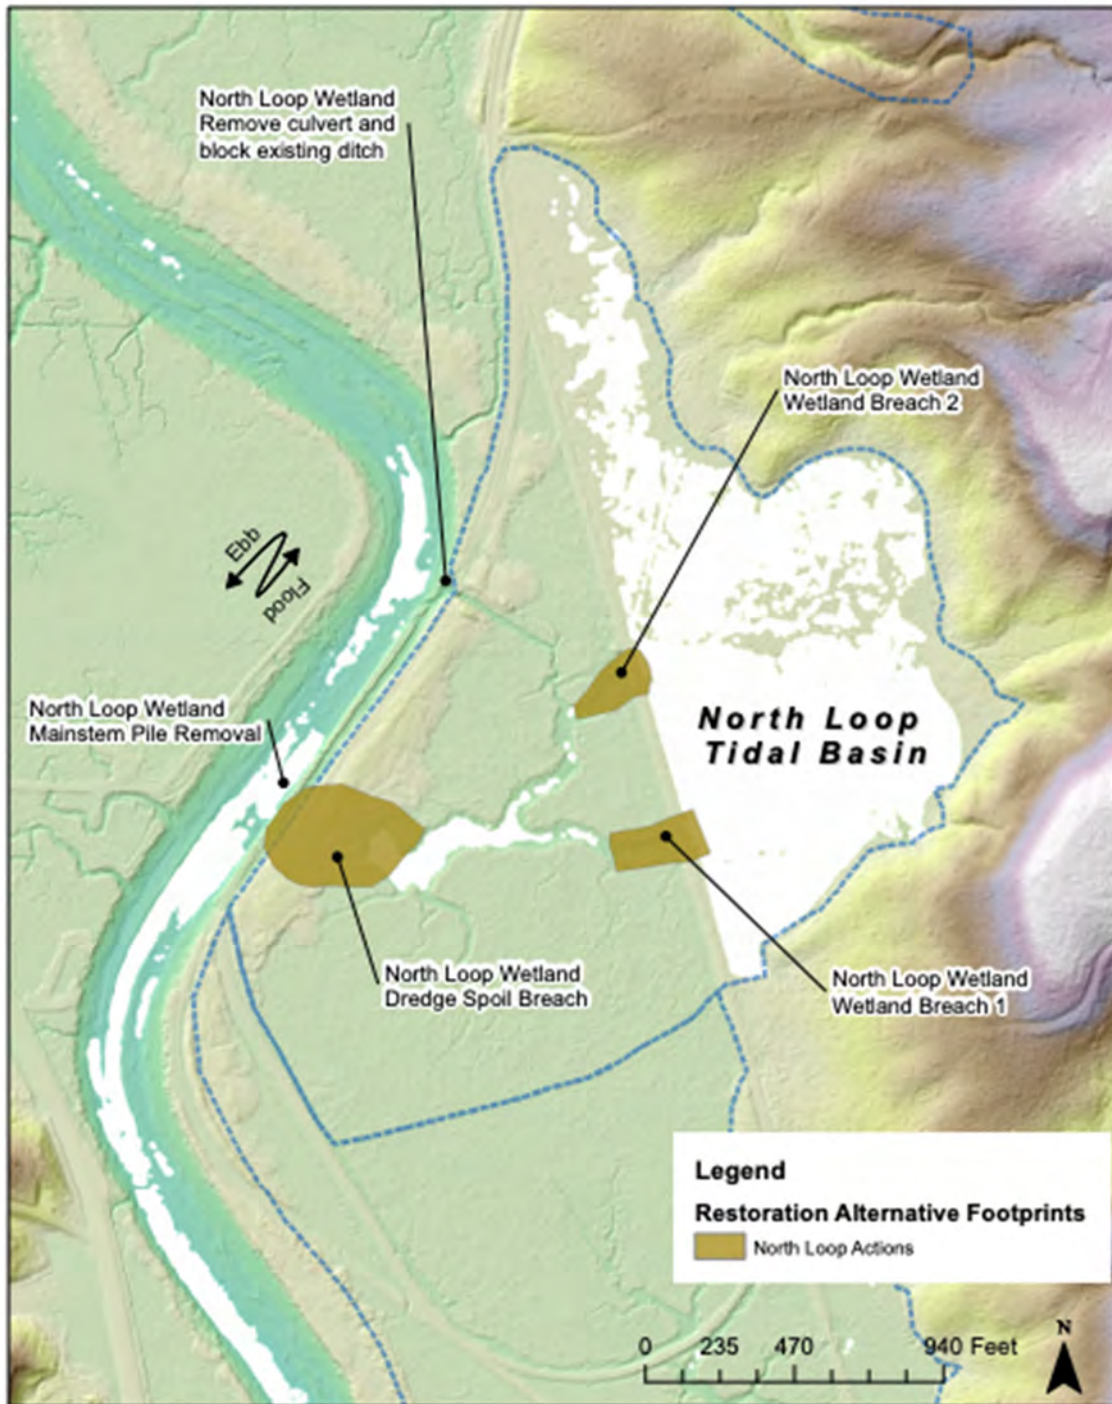 North Loop Wetland
Remove culvert and
block existing ditch
North Loop Wetland
Wetland Breach 2
Ebb
Flood
North Loop Wetland
Mainstem Pile Removal
North Loop
Tidal Basin
North Loop Wetland
Dredge Spoil Breach
North Loop Wetland
Wetland Breach 1
Legend
Restoration Alternative Footprints
North Loop Actions
0 235 470 940 Feet
N